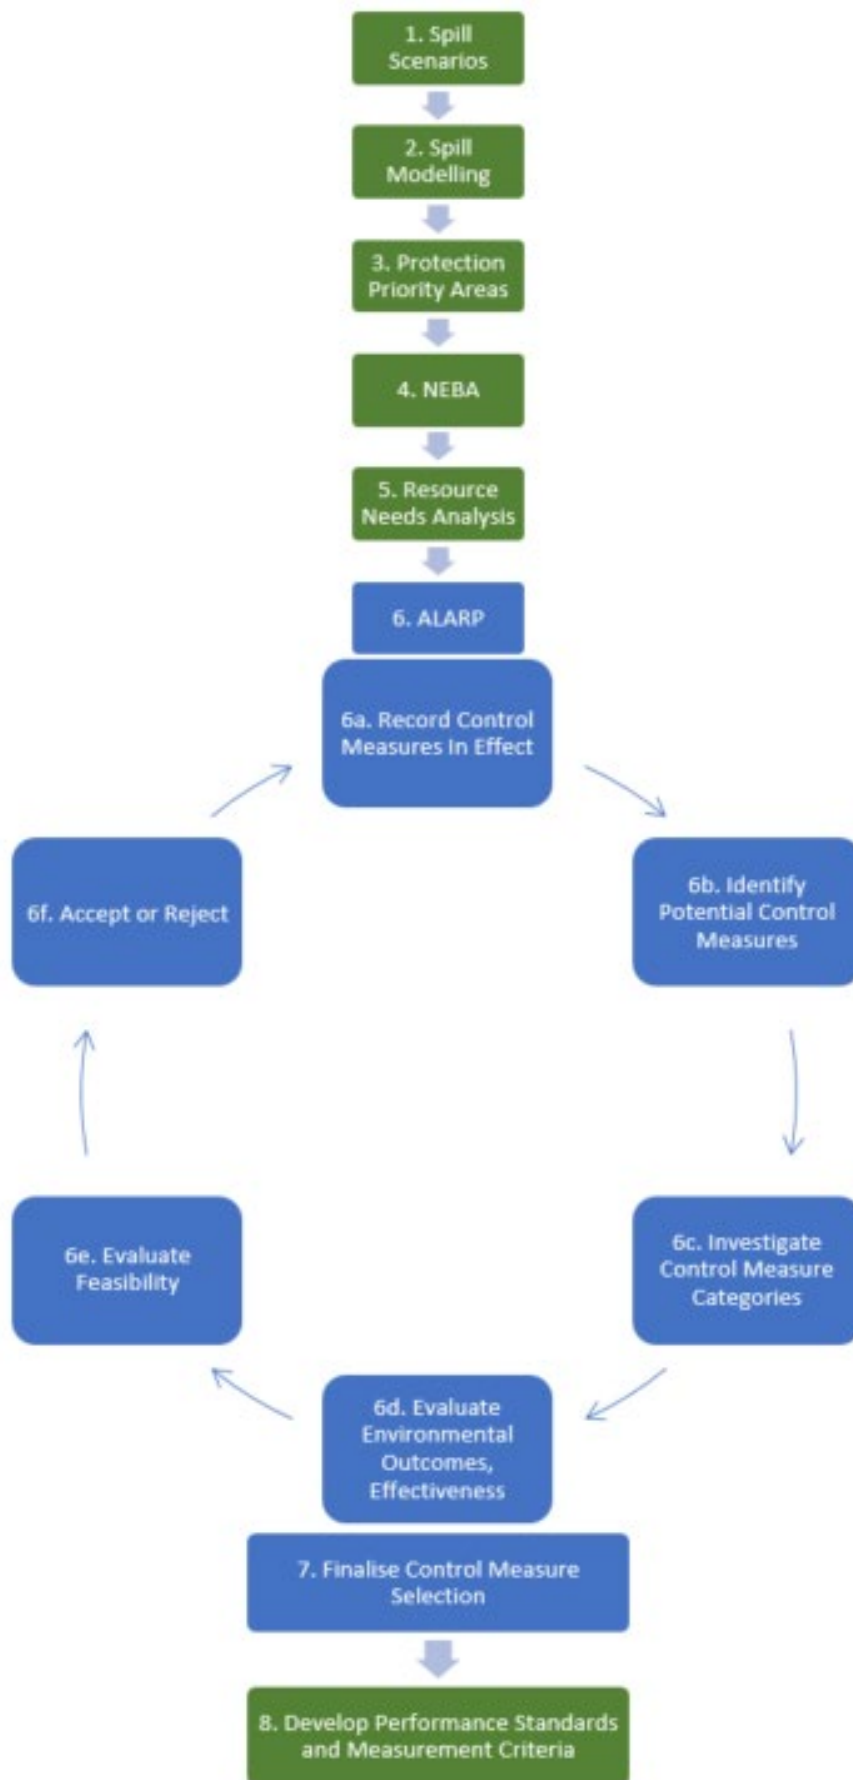 1. Spill
Scenarios
2. Spill
Modelling
3. Protection
Priority Areas
4. NEBA
5. Resource
Needs Analysis
6. ALARP
6a. Record Control
Measures In Effect
6b. Identify
Potential Control
Measures
6c. Investigate
Control Measure
Categories
6d. Evaluate
Environmental
Outcomes,
Effectiveness
6e. Evaluate
Feasibility
6f. Accept or Reject
7. Finalise Control Measure
Selection
8. Develop Performance Standards
and Measurement Criteria